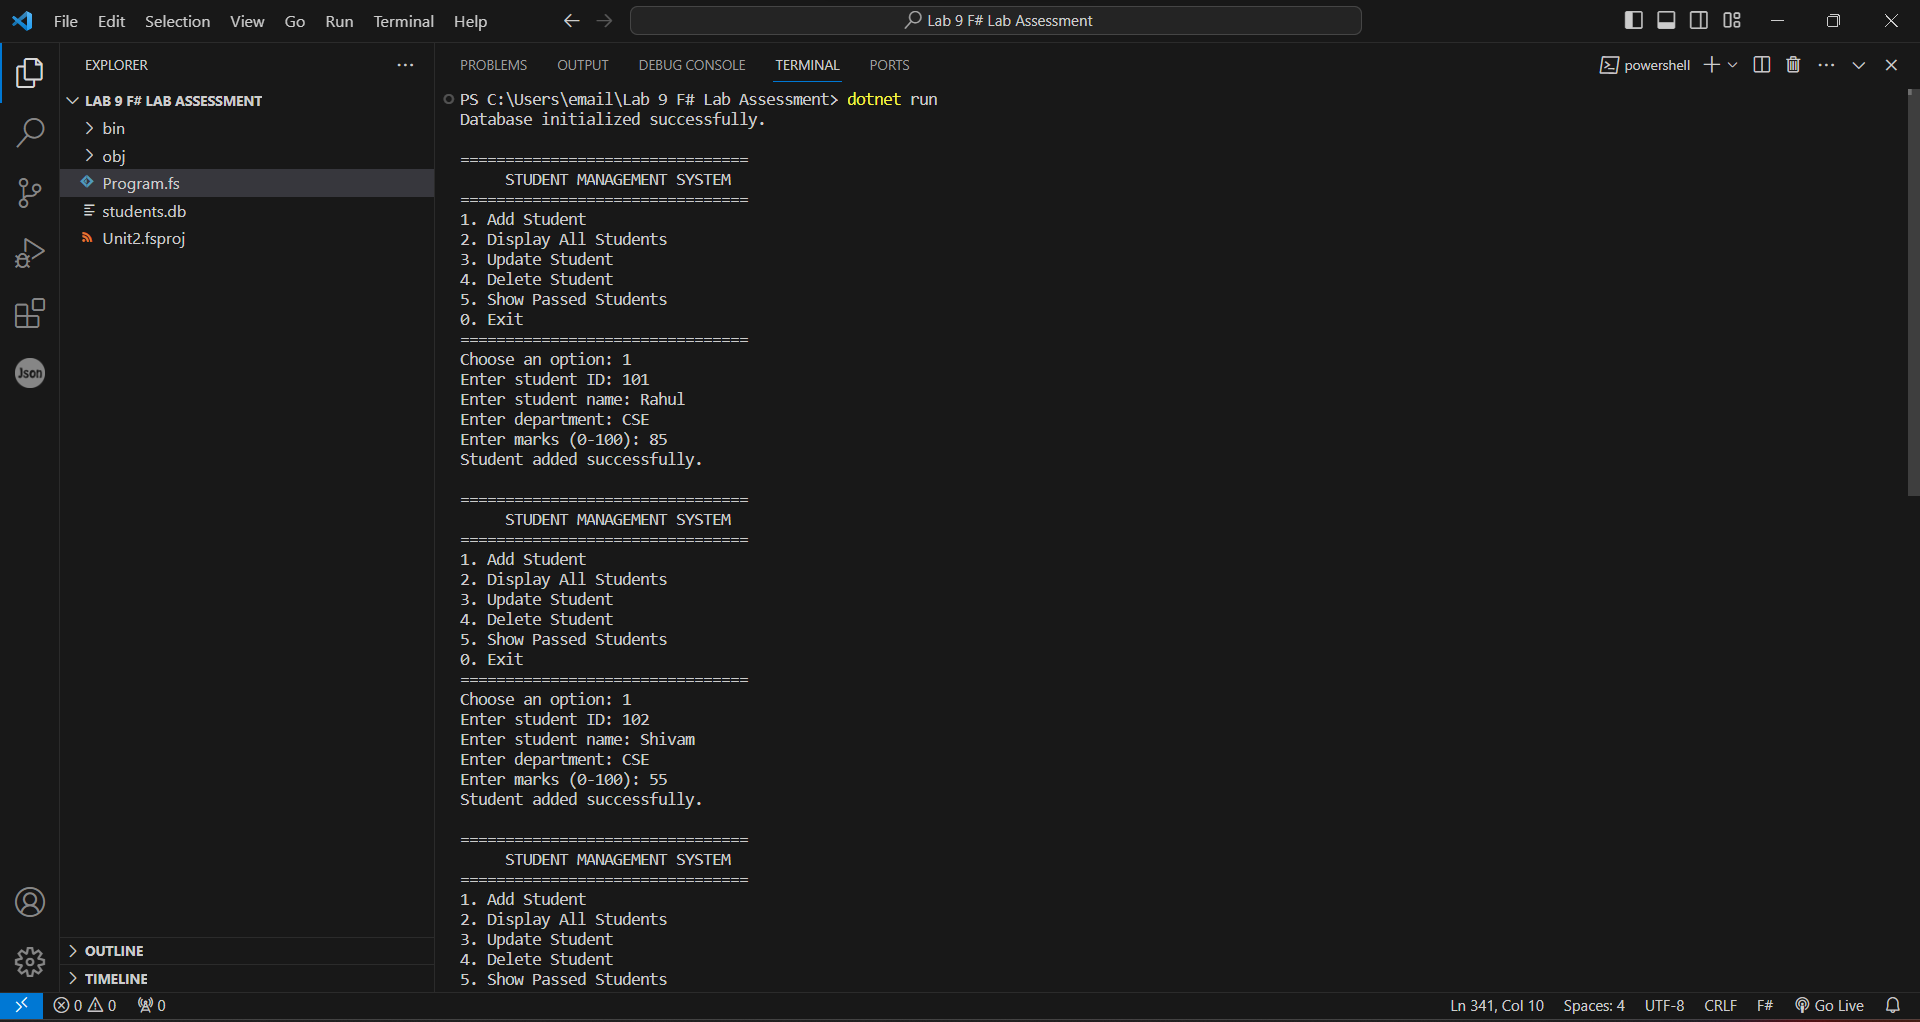 File Edit Selection View Go Run Terminal Help
Lab 9 F# Lab Assessment
EXPLORER
LAB 9 F# LAB ASSESSMENT
bin
obj
Program.fs
students.db
Unit2.fsproj
Json
OUTLINE
TIMELINE
PROBLEMS OUTPUT DEBUG CONSOLE TERMINAL PORTS
powershell
PS C:\Users\email\Lab 9 F# Lab Assessment> dotnet run
Database initialized successfully.
================================
STUDENT MANAGEMENT SYSTEM
================================
1. Add Student
2. Display All Students
3. Update Student
4. Delete Student
5. Show Passed Students
0. Exit
================================
Choose an option: 1
Enter student ID: 101
Enter student name: Rahul
Enter department: CSE
Enter marks (0-100): 85
Student added successfully.
================================
STUDENT MANAGEMENT SYSTEM
================================
1. Add Student
2. Display All Students
3. Update Student
4. Delete Student
5. Show Passed Students
0. Exit
================================
Choose an option: 1
Enter student ID: 102
Enter student name: Shivam
Enter department: CSE
Enter marks (0-100): 55
Student added successfully.
================================
STUDENT MANAGEMENT SYSTEM
================================
1. Add Student
2. Display All Students
3. Update Student
4. Delete Student
5. Show Passed Students
0 0 0
Ln 341, Col 10 Spaces: 4 UTF-8 CRLF F# Go Live